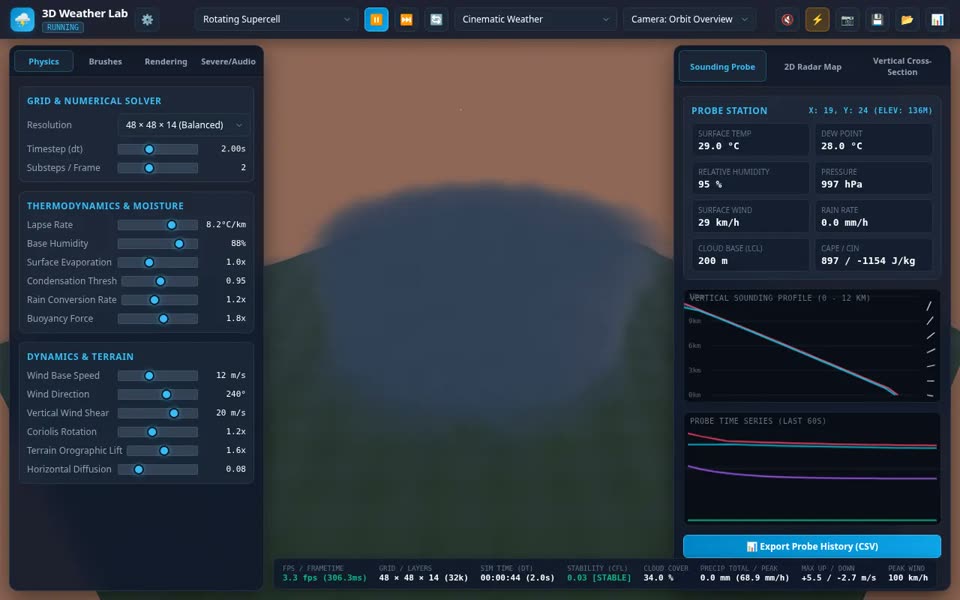 3D Weather Lab
RUNNING
Rotating Supercell
Cinematic Weather
Camera: Orbit Overview
Physics
Brushes
Rendering
Severe/Audio
GRID & NUMERICAL SOLVER
Resolution
48 × 48 × 14 (Balanced)
Timestep (dt) 2.00s
Substeps / Frame 2
THERMODYNAMICS & MOISTURE
Lapse Rate 8.2°C/km
Base Humidity 88%
Surface Evaporation 1.0x
Condensation Thresh 0.95
Rain Conversion Rate 1.2x
Buoyancy Force 1.8x
DYNAMICS & TERRAIN
Wind Base Speed 12 m/s
Wind Direction 240°
Vertical Wind Shear 20 m/s
Coriolis Rotation 1.2x
Terrain Orographic Lift 1.6x
Horizontal Diffusion 0.08
Sounding Probe
2D Radar Map
Vertical Cross-
Section
PROBE STATION
X: 19, Y: 24 (ELEV: 136M)
SURFACE TEMP
29.0 °C
DEW POINT
28.0 °C
RELATIVE HUMIDITY
95 %
PRESSURE
997 hPa
SURFACE WIND
29 km/h
RAIN RATE
0.0 mm/h
CLOUD BASE (LCL)
200 m
CAPE / CIN
897 / -1154 J/kg
VERTICAL SOUNDING PROFILE (0 - 12 KM)
9km
6km
3km
0km
PROBE TIME SERIES (LAST 60S)
Export Probe History (CSV)
FPS / FRAMETIME
3.3 fps (306.3ms)
GRID / LAYERS
48 × 48 × 14 (32k)
SIM TIME (DT)
00:00:44 (2.0s)
STABILITY (CFL)
0.03 [STABLE]
CLOUD COVER
34.0 %
PRECIP TOTAL / PEAK
0.0 mm (68.9 mm/h)
MAX UP / DOWN
+5.5 / -2.7 m/s
PEAK WIND
100 km/h